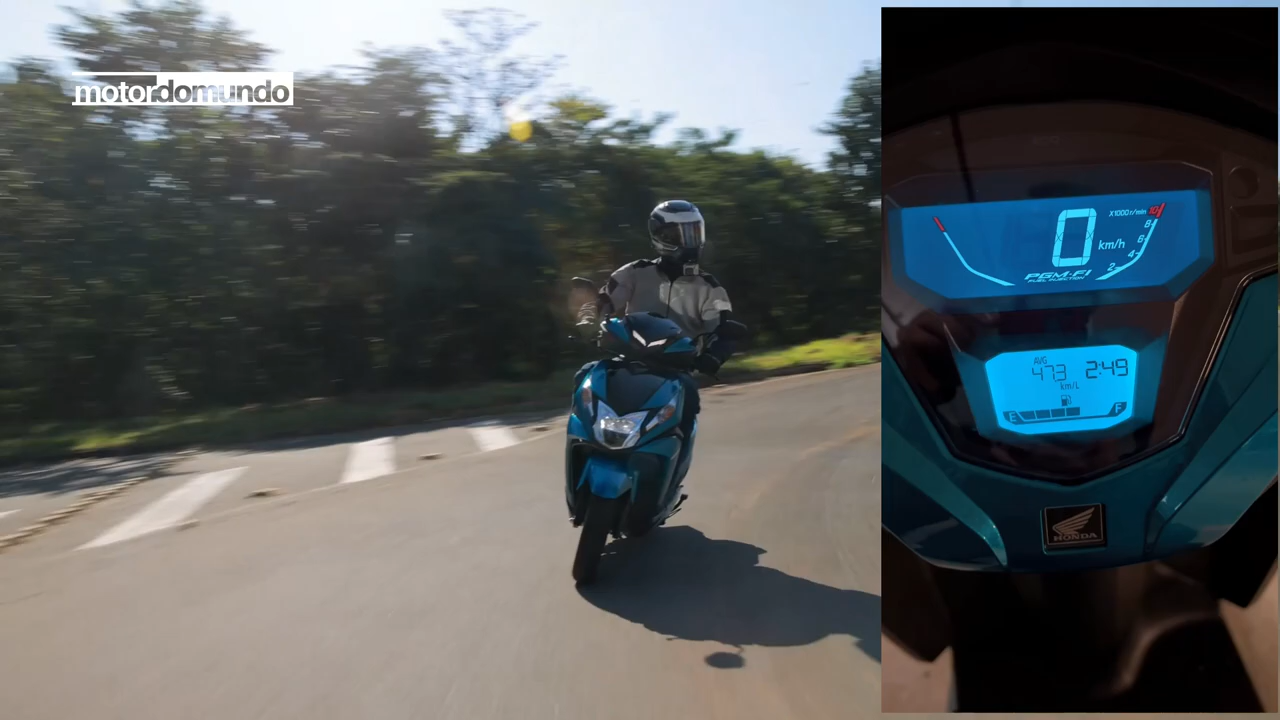 motordomundo
X1000 r/min
10
8
6
4
2
0
km/h
PGM-FI
FUEL INJECTION
AVG
47.3
km/L
2:49
E
F
HONDA